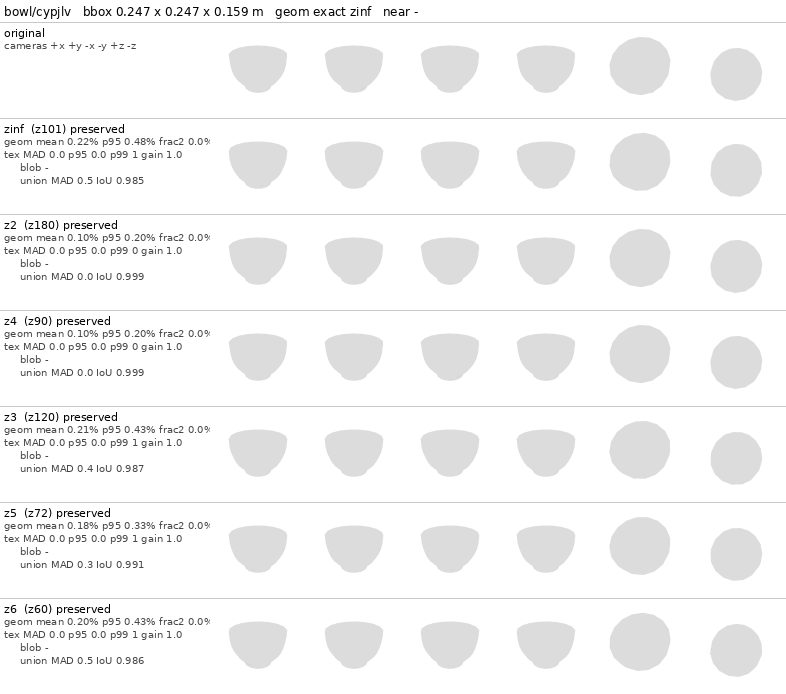 bowl/cypjlv   bbox 0.247 x 0.247 x 0.159 m   geom exact zinf   near -
original
cameras +x +y -x -y +z -z
zinf  (z101) preserved
geom mean 0.22% p95 0.48% frac2 0.0%
tex MAD 0.0 p95 0.0 p99 1 gain 1.0
blob -
union MAD 0.5 IoU 0.985
z2  (z180) preserved
geom mean 0.10% p95 0.20% frac2 0.0%
tex MAD 0.0 p95 0.0 p99 0 gain 1.0
blob -
union MAD 0.0 IoU 0.999
z4  (z90) preserved
geom mean 0.10% p95 0.20% frac2 0.0%
tex MAD 0.0 p95 0.0 p99 0 gain 1.0
blob -
union MAD 0.0 IoU 0.999
z3  (z120) preserved
geom mean 0.21% p95 0.43% frac2 0.0%
tex MAD 0.0 p95 0.0 p99 1 gain 1.0
blob -
union MAD 0.4 IoU 0.987
z5  (z72) preserved
geom mean 0.18% p95 0.33% frac2 0.0%
tex MAD 0.0 p95 0.0 p99 1 gain 1.0
blob -
union MAD 0.3 IoU 0.991
z6  (z60) preserved
geom mean 0.20% p95 0.43% frac2 0.0%
tex MAD 0.0 p95 0.0 p99 1 gain 1.0
blob -
union MAD 0.5 IoU 0.986